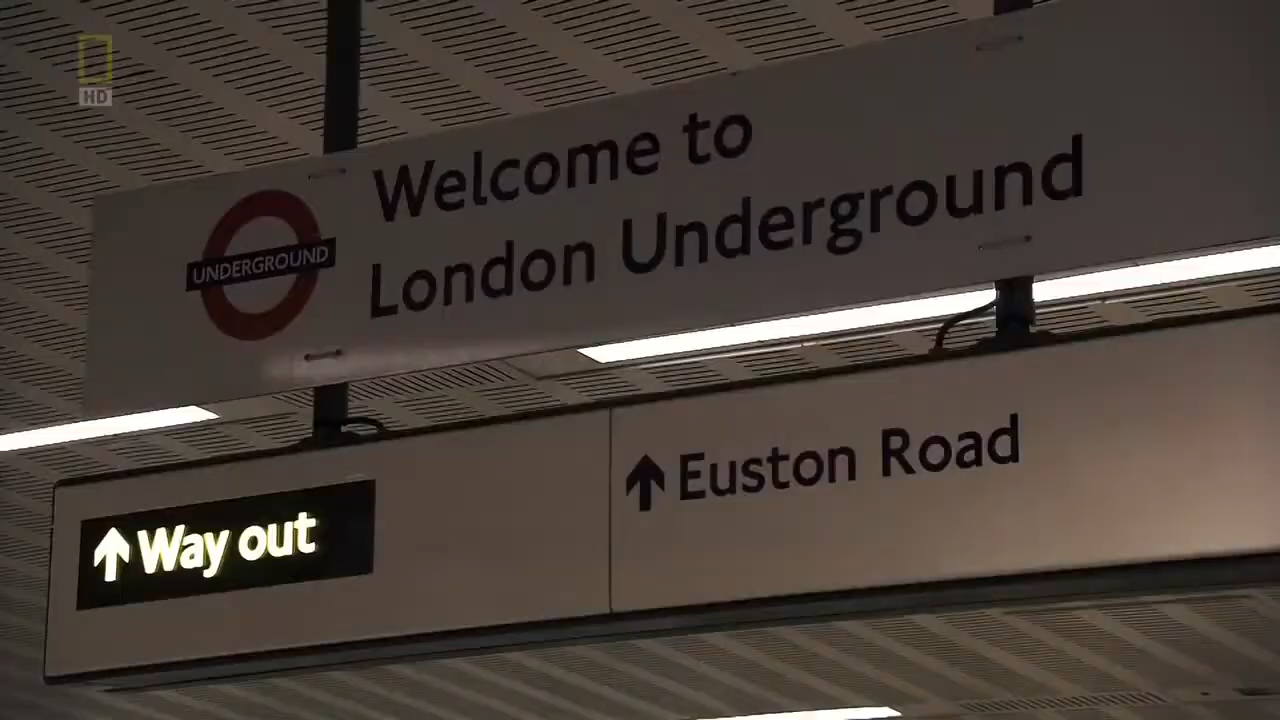 HD
Welcome to
London Underground
UNDERGROUND
Way out
Euston Road